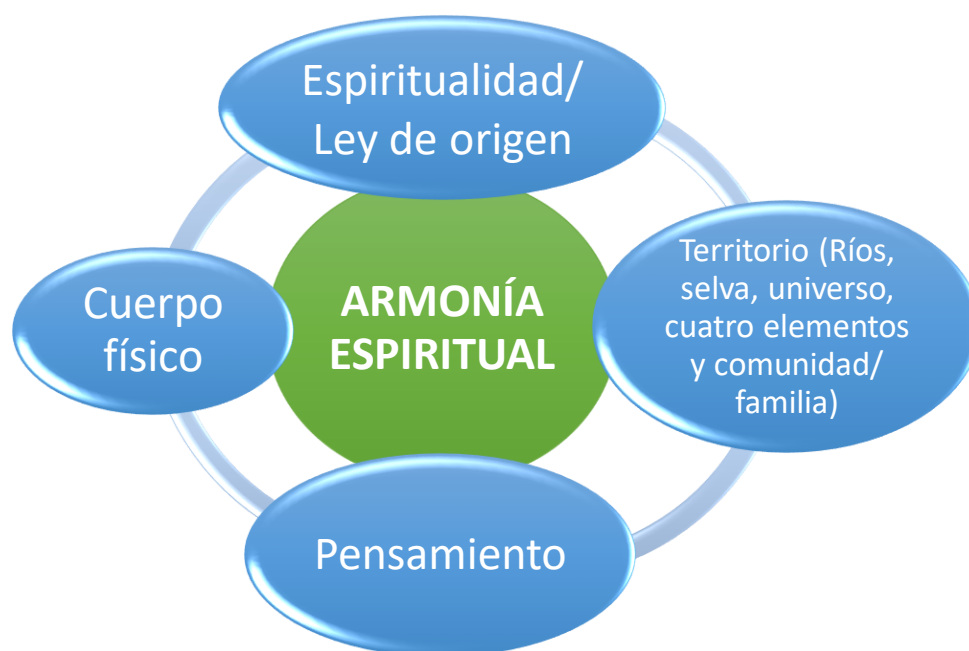 Espiritualidad/
Ley de origen
Cuerpo
físico
ARMONÍA
ESPIRITUAL
Territorio (Ríos,
selva, universo,
cuatro elementos
y comunidad/
familia)
Pensamiento